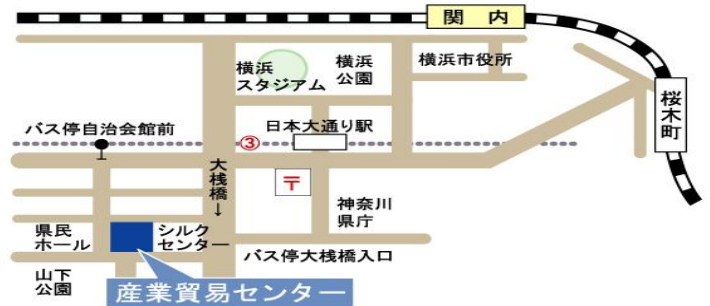 関 内
横浜
スタジアム
横浜
公園
横浜市役所
桜木町
バス停自治会館前
③
日本大通り駅
大桟橋↓
〒
神奈川
県庁
県民
ホール
シルク
センター
バス停大桟橋入口
山下
公園
産業貿易センター